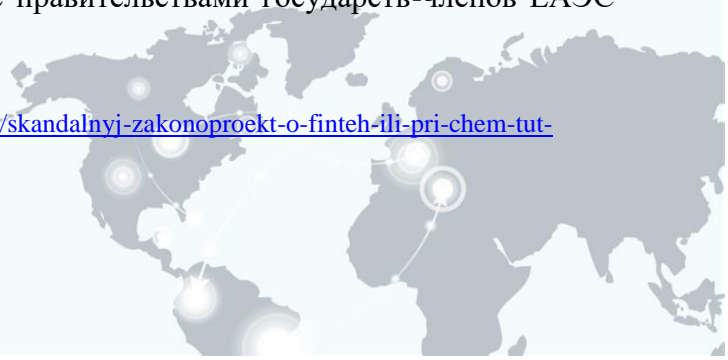 правительствами государств-членов ЕАЭС
/skandalnyj-zakonoproekt-o-finteh-ili-pri-chem-tut-